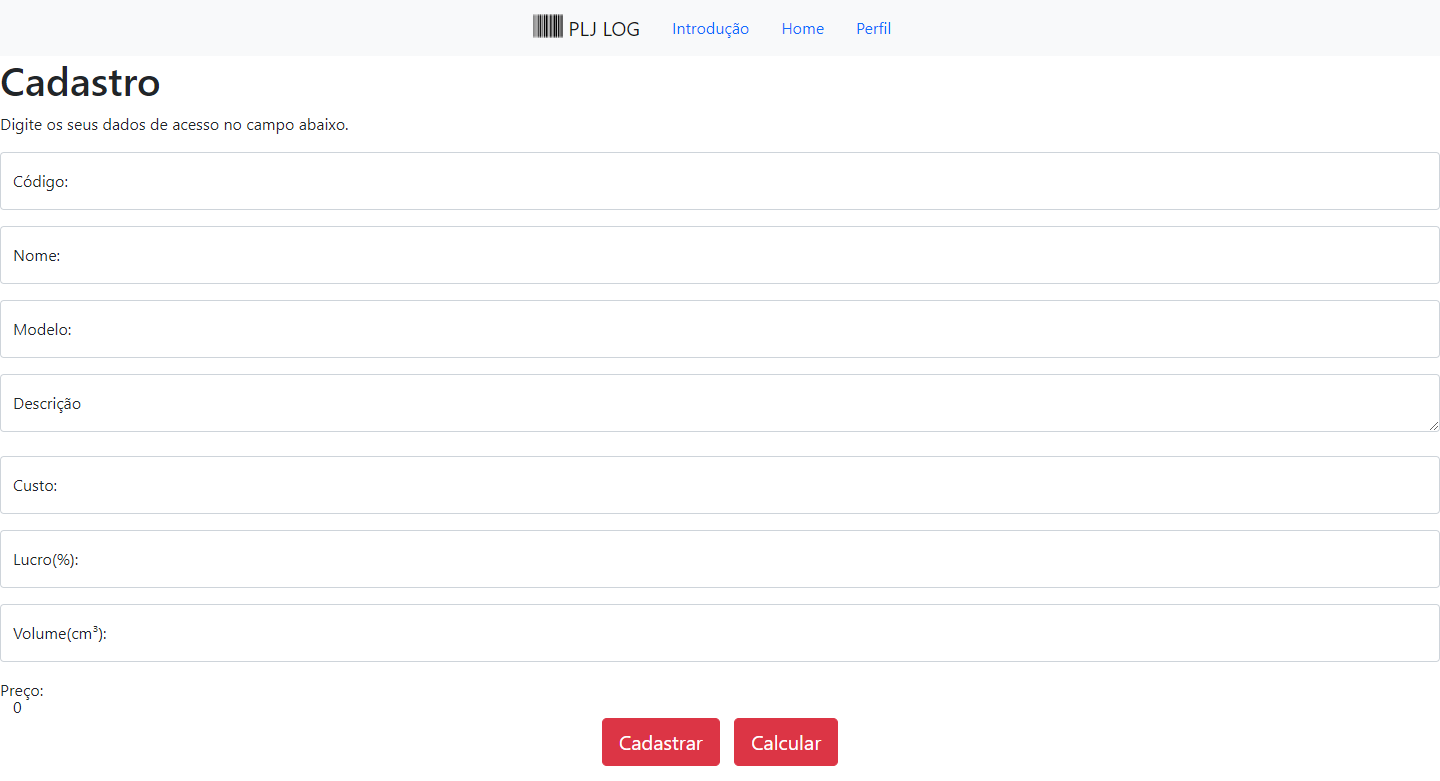 PLJ LOG Introdução Home Perfil
Cadastro
Digite os seus dados de acesso no campo abaixo.
Código:
Nome:
Modelo:
Descrição
Custo:
Lucro(%):
Volume(cm³):
Preço:
0
Cadastrar Calcular